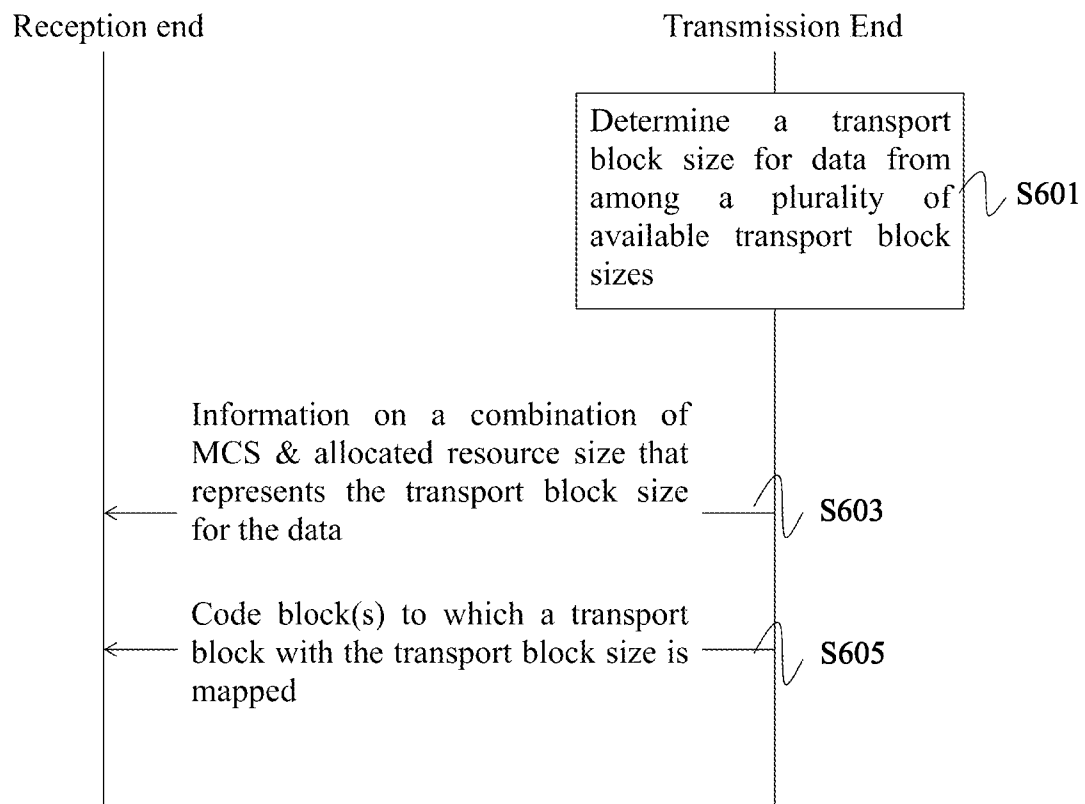 Reception end
Transmission End
Determine a transport
block size for data from
among a plurality of
available transport block
sizes
S601
Information on a combination of
MCS & allocated resource size that
represents the transport block size
for the data
S603
Code block(s) to which a transport
block with the transport block size is
mapped
S605